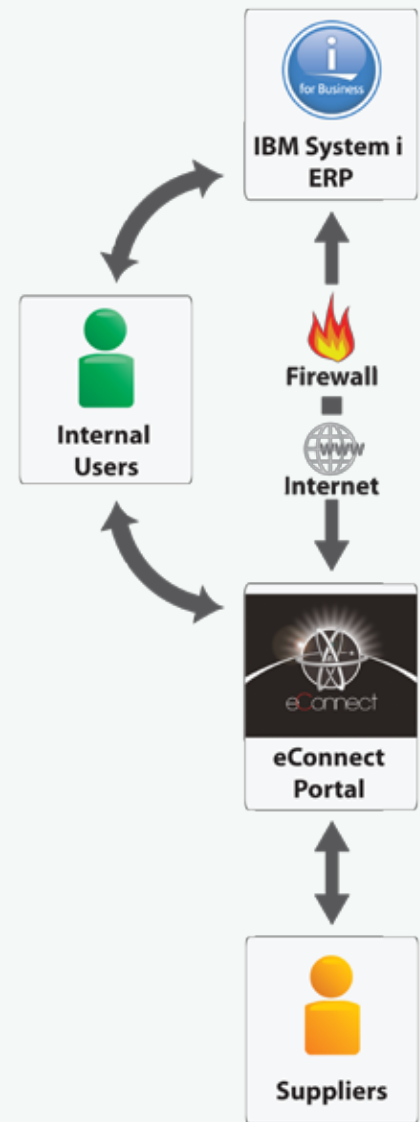 i
for Business
IBM System i
ERP
Firewall
www
Internet
Internal
Users
eConnect
eConnect
Portal
Suppliers